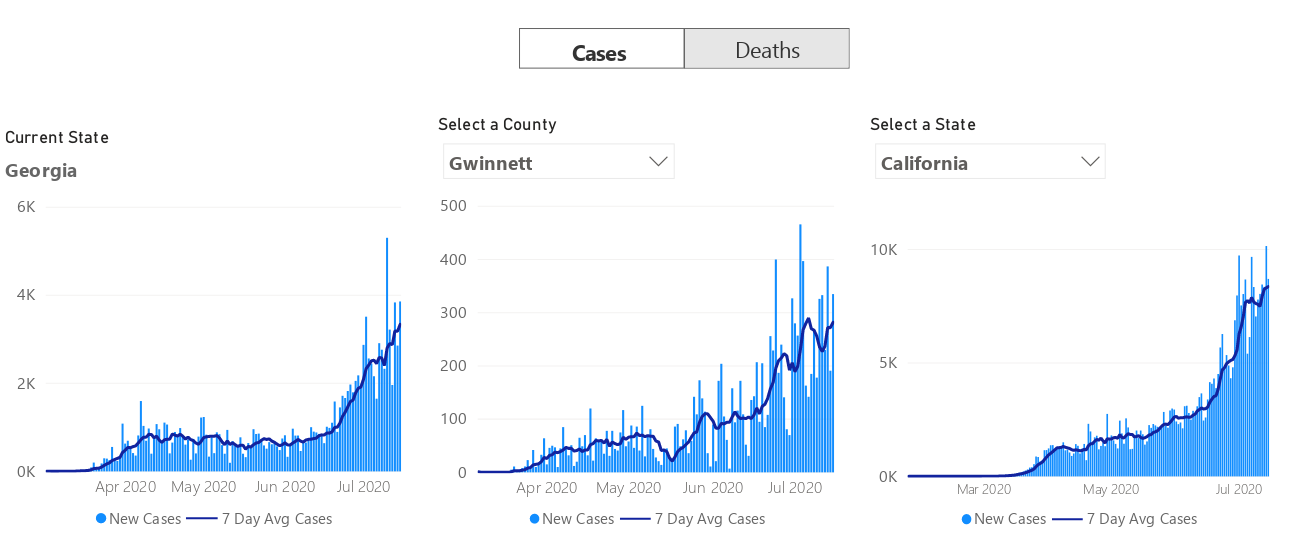 Cases Deaths
Current State
Georgia
6K
4K
2K
0K
Apr 2020 May 2020 Jun 2020 Jul 2020
New Cases 7 Day Avg Cases
Select a County
Gwinnett
500
400
300
200
100
0
Apr 2020 May 2020 Jun 2020 Jul 2020
New Cases 7 Day Avg Cases
Select a State
California
10K
5K
0K
Mar 2020 May 2020 Jul 2020
New Cases 7 Day Avg Cases